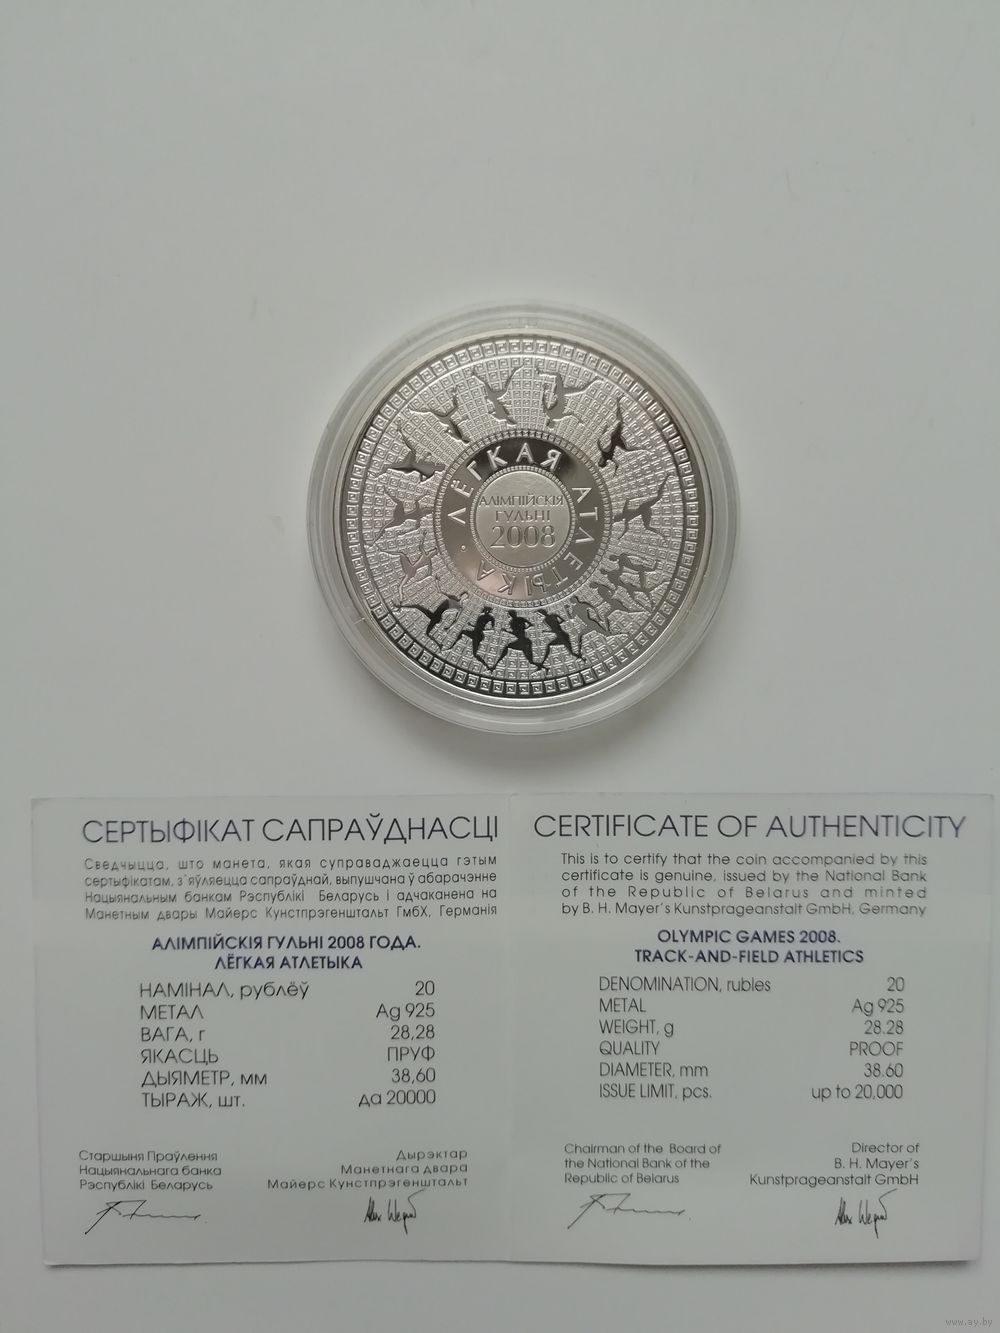 ЛЁГКАЯ АТЛЕТЫКА
АЛІМПІЙСКІЯ
ГУЛЬНІ
2008
СЕРТЫФІКАТ САПРАЎДНАСЦІ
Сведчыцца, што манета, якая суправаджаецца гэтым
сертыфікатам, з`яўляецца сапраўднай, выпушчана ў абарачэнне
Нацыянальным банкам Рэспублікі Беларусь і адчаканена на
Манетным двары Майерс Кунстпрэгенштальт ГмбХ, Германія
АЛІМПІЙСКІЯ ГУЛЬНІ 2008 ГОДА.
ЛЁГКАЯ АТЛЕТЫКА
НАМІНАЛ, рублёў 20
МЕТАЛ Ag 925
ВАГА, г 28,28
ЯКАСЦЬ ПРУФ
ДЫЯМЕТР, мм 38,60
ТЫРАЖ, шт. да 20000
Старшыня Праўлення
Нацыянальнага банка
Рэспублікі Беларусь
Дырэктар
Манетнага двара
Майерс Кунстпрэгенштальт
CERTIFICATE OF AUTHENTICITY
This is to certify that the coin accompanied by this
certificate is genuine, issued by the National Bank
of the Republic of Belarus and minted
by B. H. Mayer's Kunstprageanstalt GmbH, Germany
OLYMPIC GAMES 2008.
TRACK-AND-FIELD ATHLETICS
DENOMINATION, rubles 20
METAL Ag 925
WEIGHT, g 28.28
QUALITY PROOF
DIAMETER, mm 38.60
ISSUE LIMIT, pcs. up to 20,000
Chairman of the Board of
the National Bank of the
Republic of Belarus
Director of
B. H. Mayer's
Kunstprageanstalt GmbH
www.ay.by